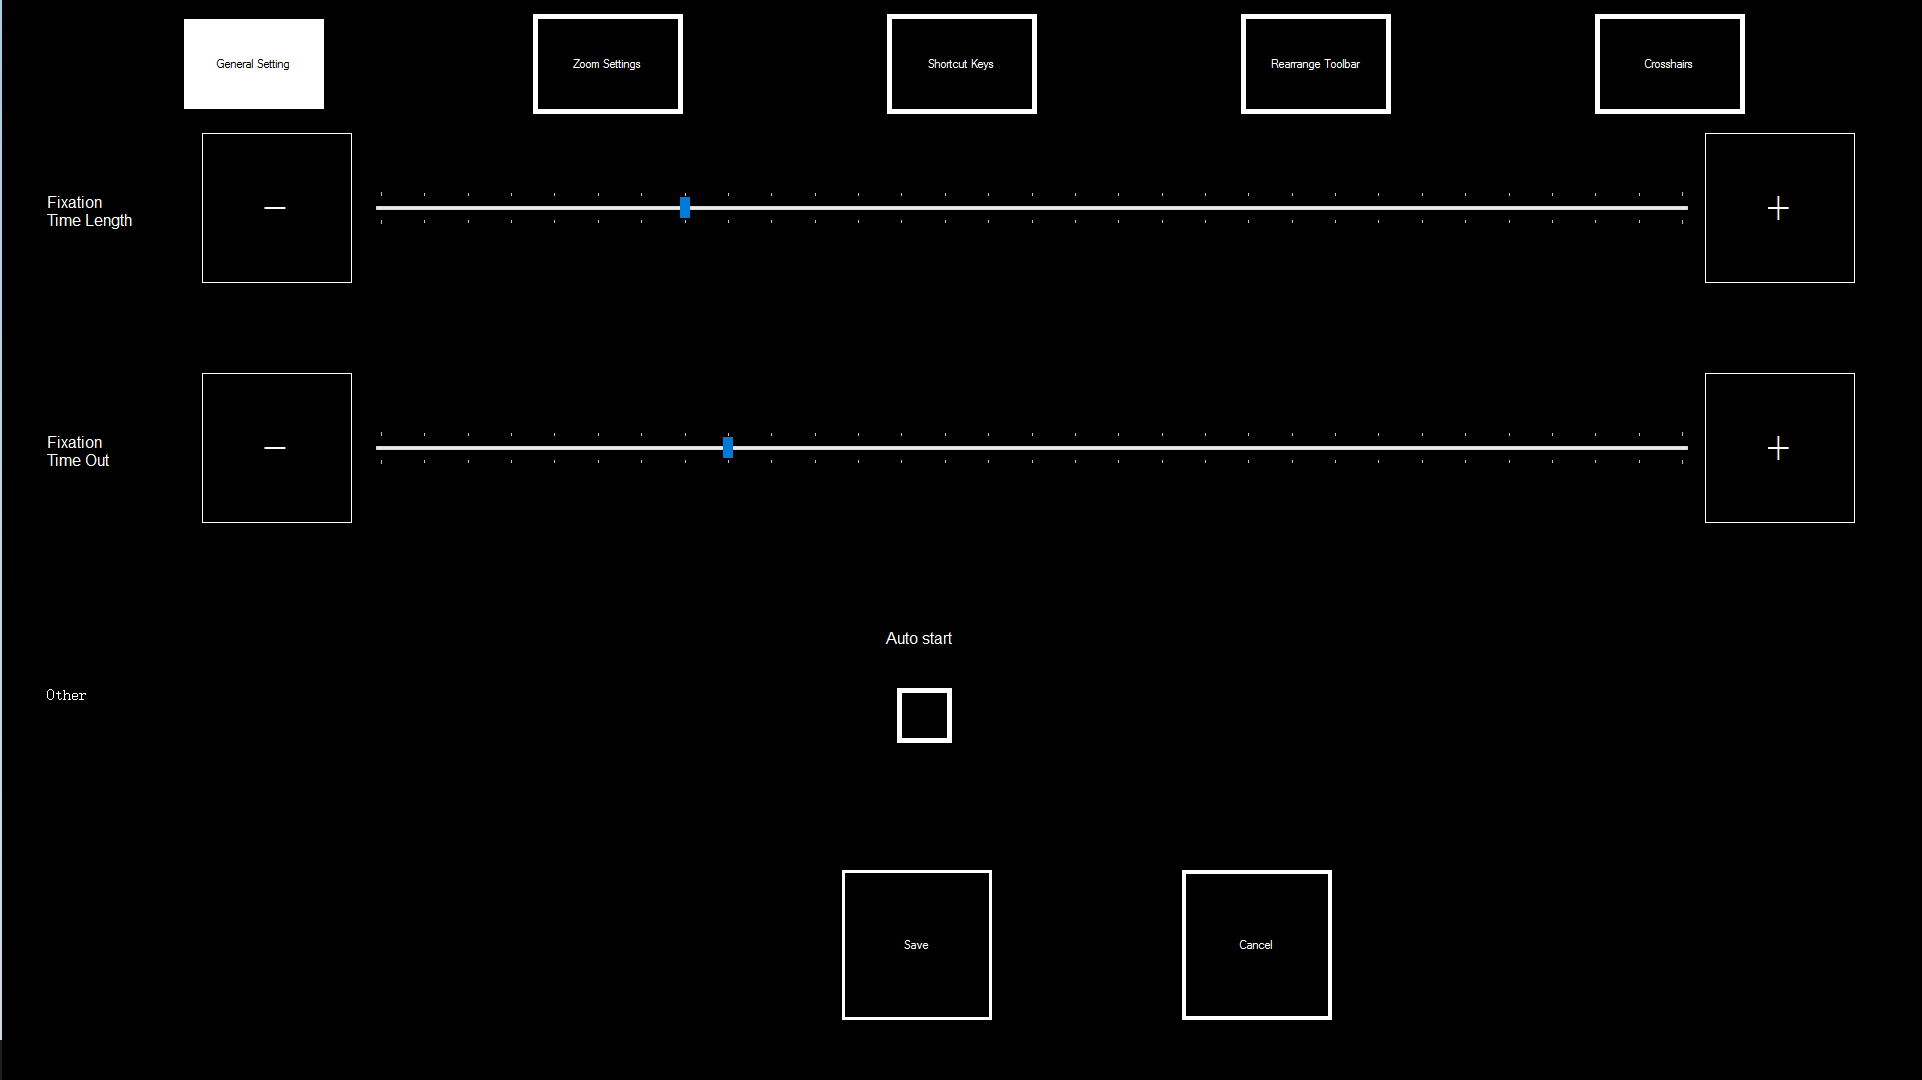 General Setting
Zoom Settings
Shortcut Keys
Rearrange Toolbar
Crosshairs
Fixation
Time Length
Fixation
Time Out
Auto start
Other
Save
Cancel